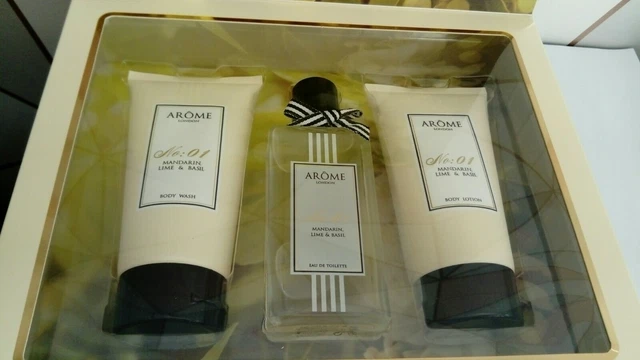 ARÔME
LONDON
No: 01
MANDARIN,
LIME & BASIL
BODY WASH
ARÔME
LONDON
MANDARIN,
LIME & BASIL
EAU DE TOILETTE
ARÔME
LONDON
No: 01
MANDARIN,
LIME & BASIL
BODY LOTION